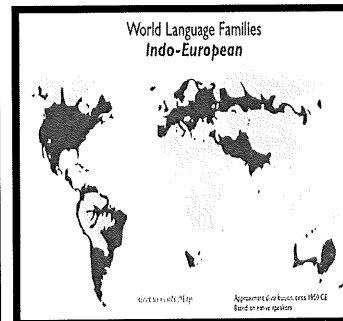 World Language Families
Indo-European
Approximate distribution, circa 1950 CE
Based on native speakers